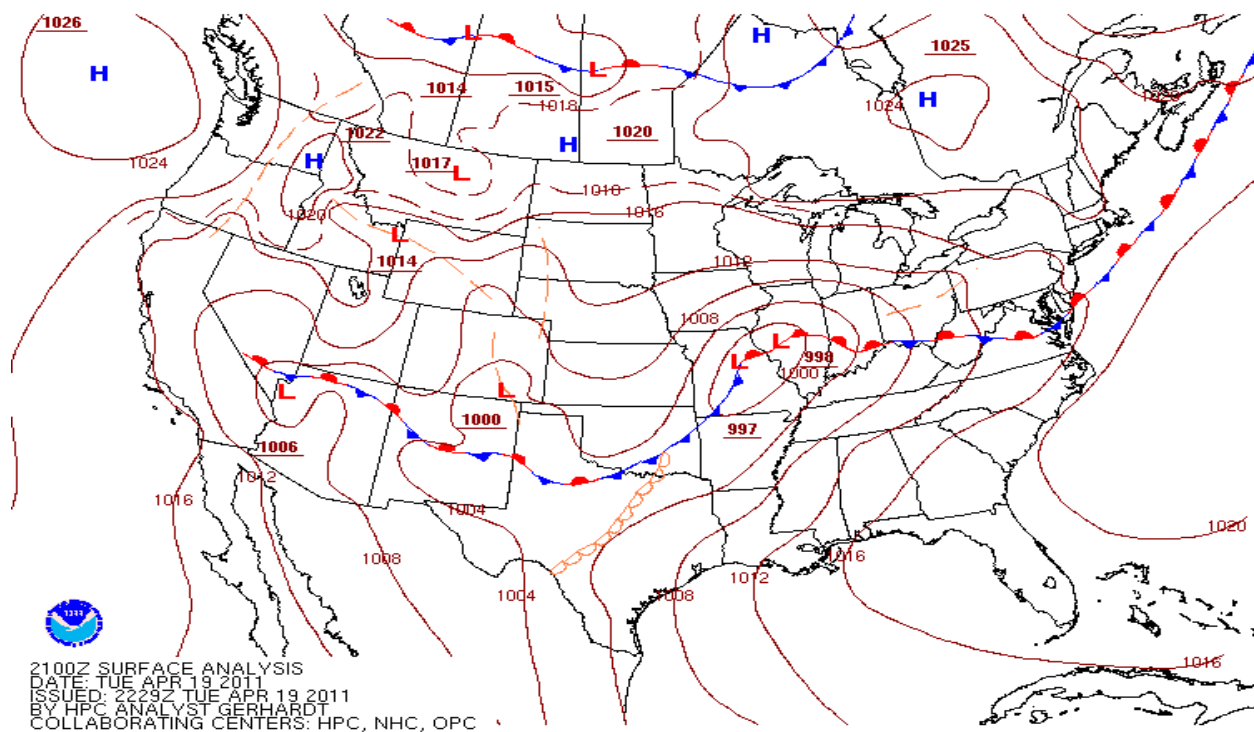 1026
H
1024
L
1014
1015
1018
L
H
1020
1025
H
1024
1022
H
1017
L
H
1020
1018
1016
L
1014
1012
1008
L
L
998
1000
L
L
1000
997
1006
1012
1016
1004
1008
1004
1008
1012
1016
1020
1016
2100Z SURFACE ANALYSIS
DATE: TUE APR 19 2011
ISSUED: 2229Z TUE APR 19 2011
BY HPC ANALYST GERHARDT
COLLABORATING CENTERS: HPC, NHC, OPC